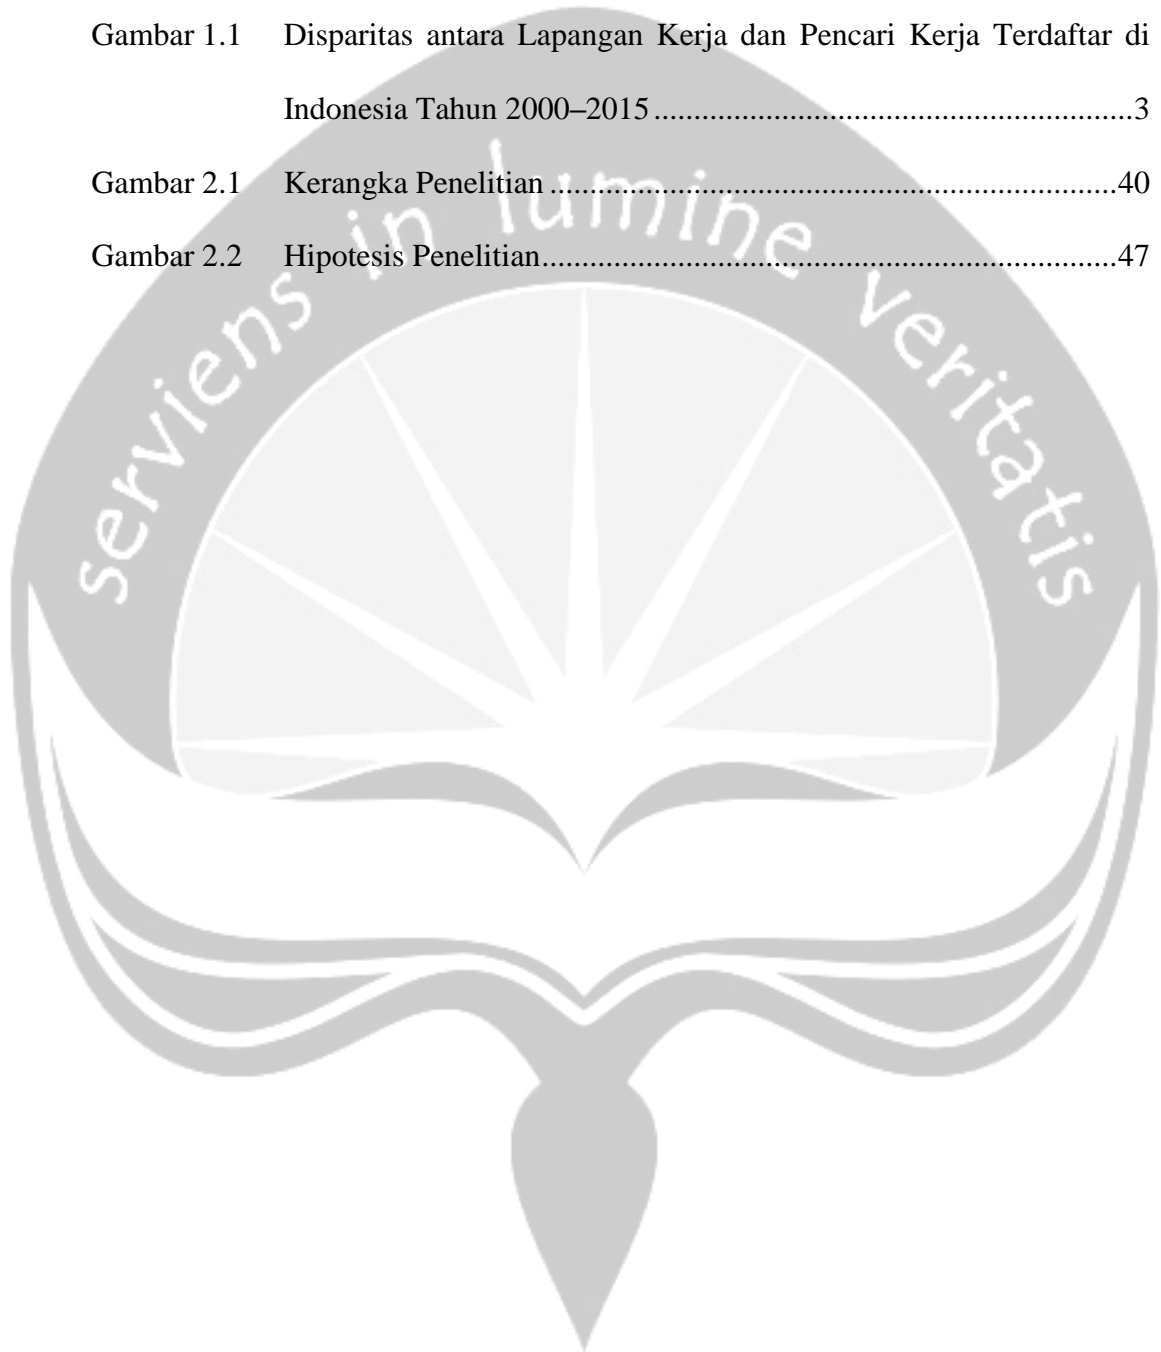 Gambar 1.1 Disparitas antara Lapangan Kerja dan Pencari Kerja Terdaftar di
Indonesia Tahun 2000–2015............................................................3
Gambar 2.1 Kerangka Penelitian .......................................................................40
Gambar 2.2 Hipotesis Penelitian........................................................................47
serviens in lumine veritatis